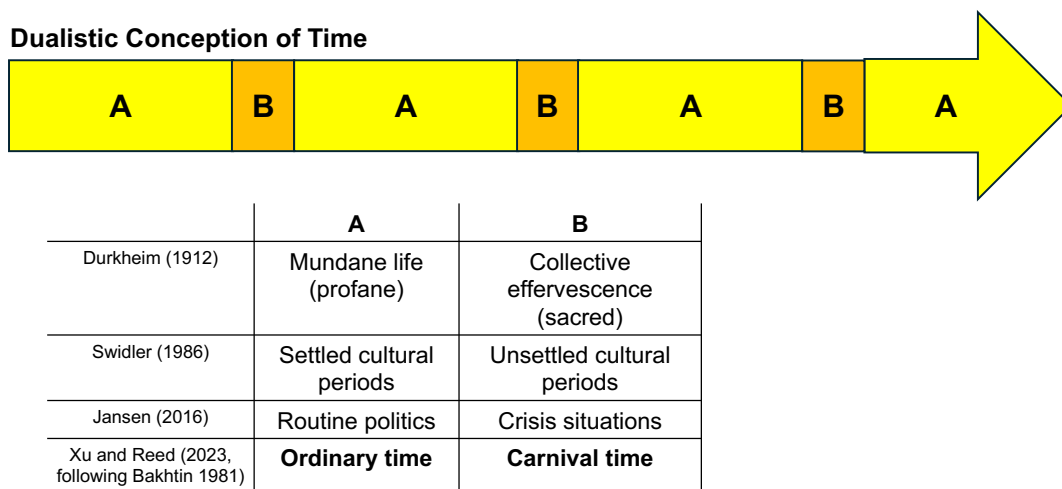 Dualistic Conception of Time
A B A B A B A
A B
Durkheim (1912) Mundane life Collective
(profane) effervescence
(sacred)
Swidler (1986) Settled cultural Unsettled cultural
periods periods
Jansen (2016) Routine politics Crisis situations
Xu and Reed (2023, Ordinary time Carnival time
following Bakhtin 1981)